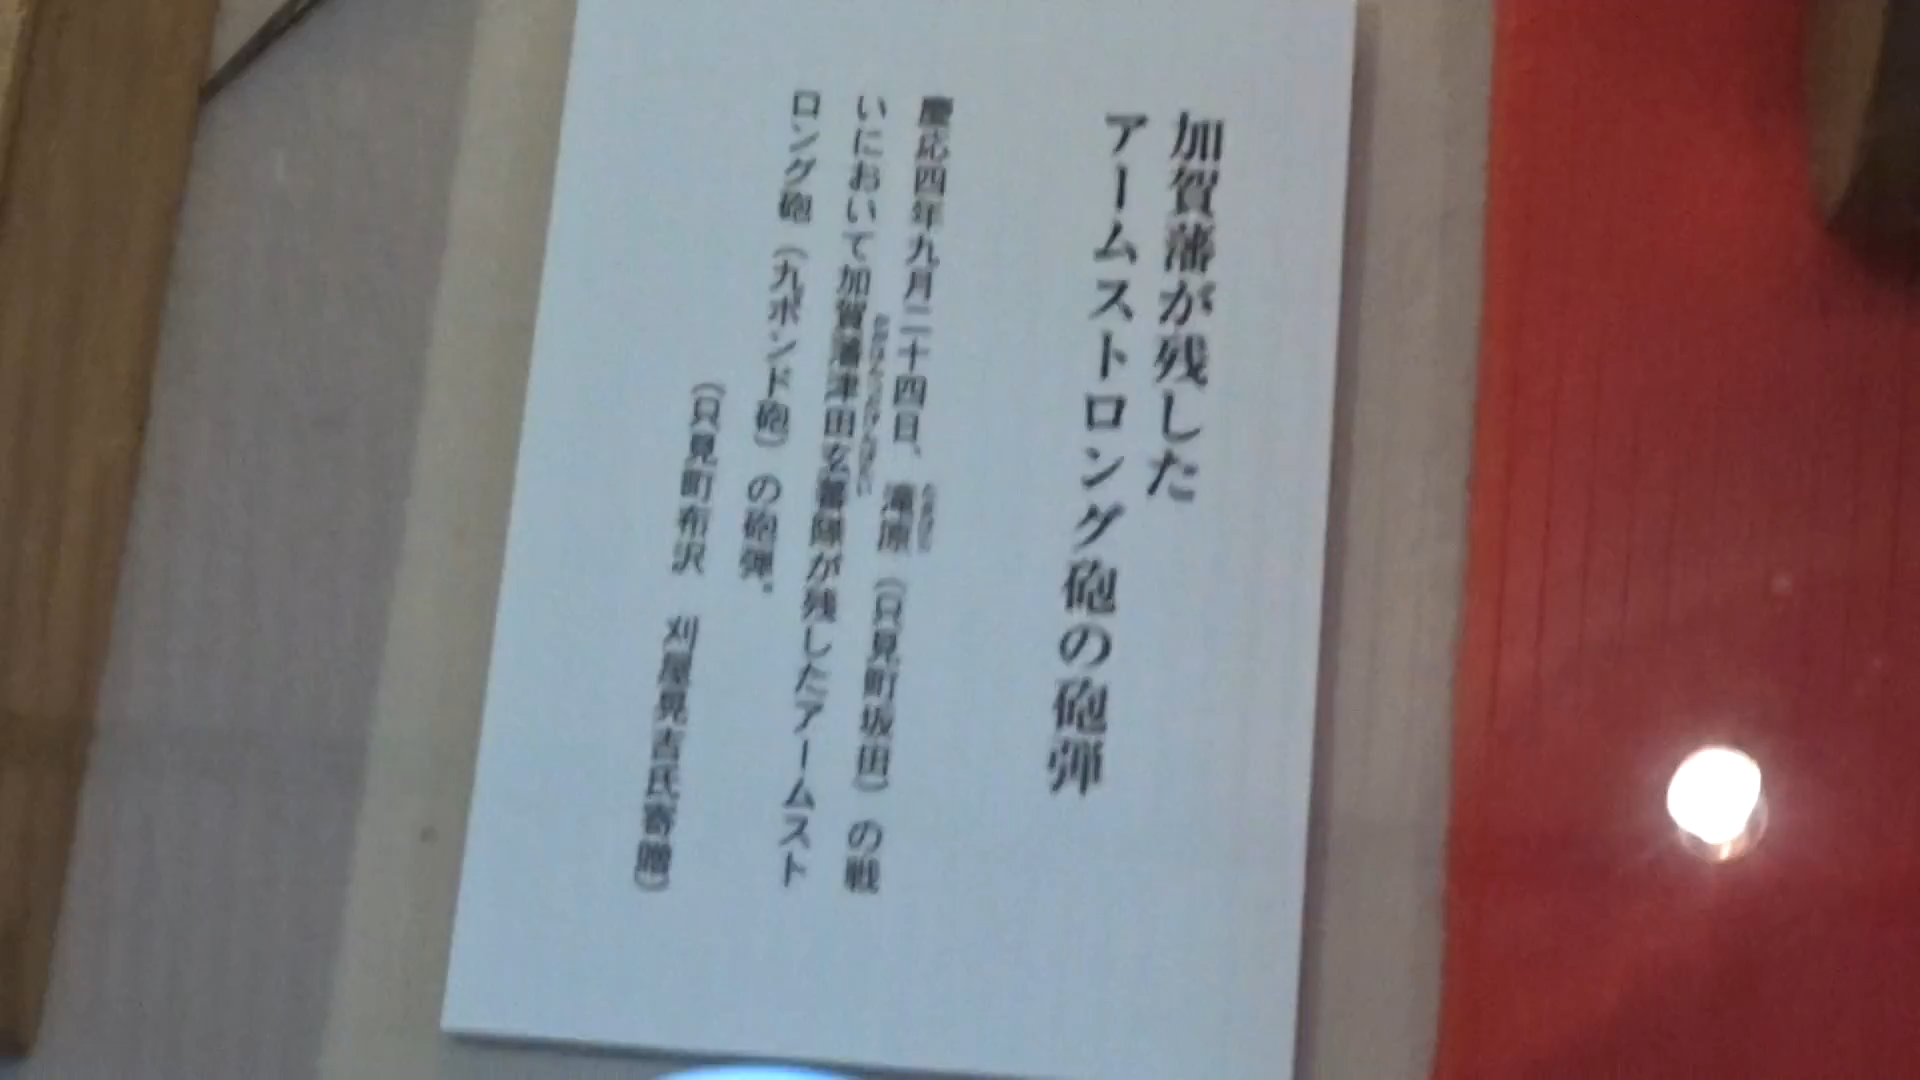 加賀藩が残した
アームストロング砲の砲弾
慶応四年九月二十四日、滝原（只見町坂田）の戦
いにおいて加賀藩津田玄蕃隊が残したアームスト
ロング砲（九ポンド砲）の砲弾。
（只見町布沢　刈屋晃吉氏寄贈）